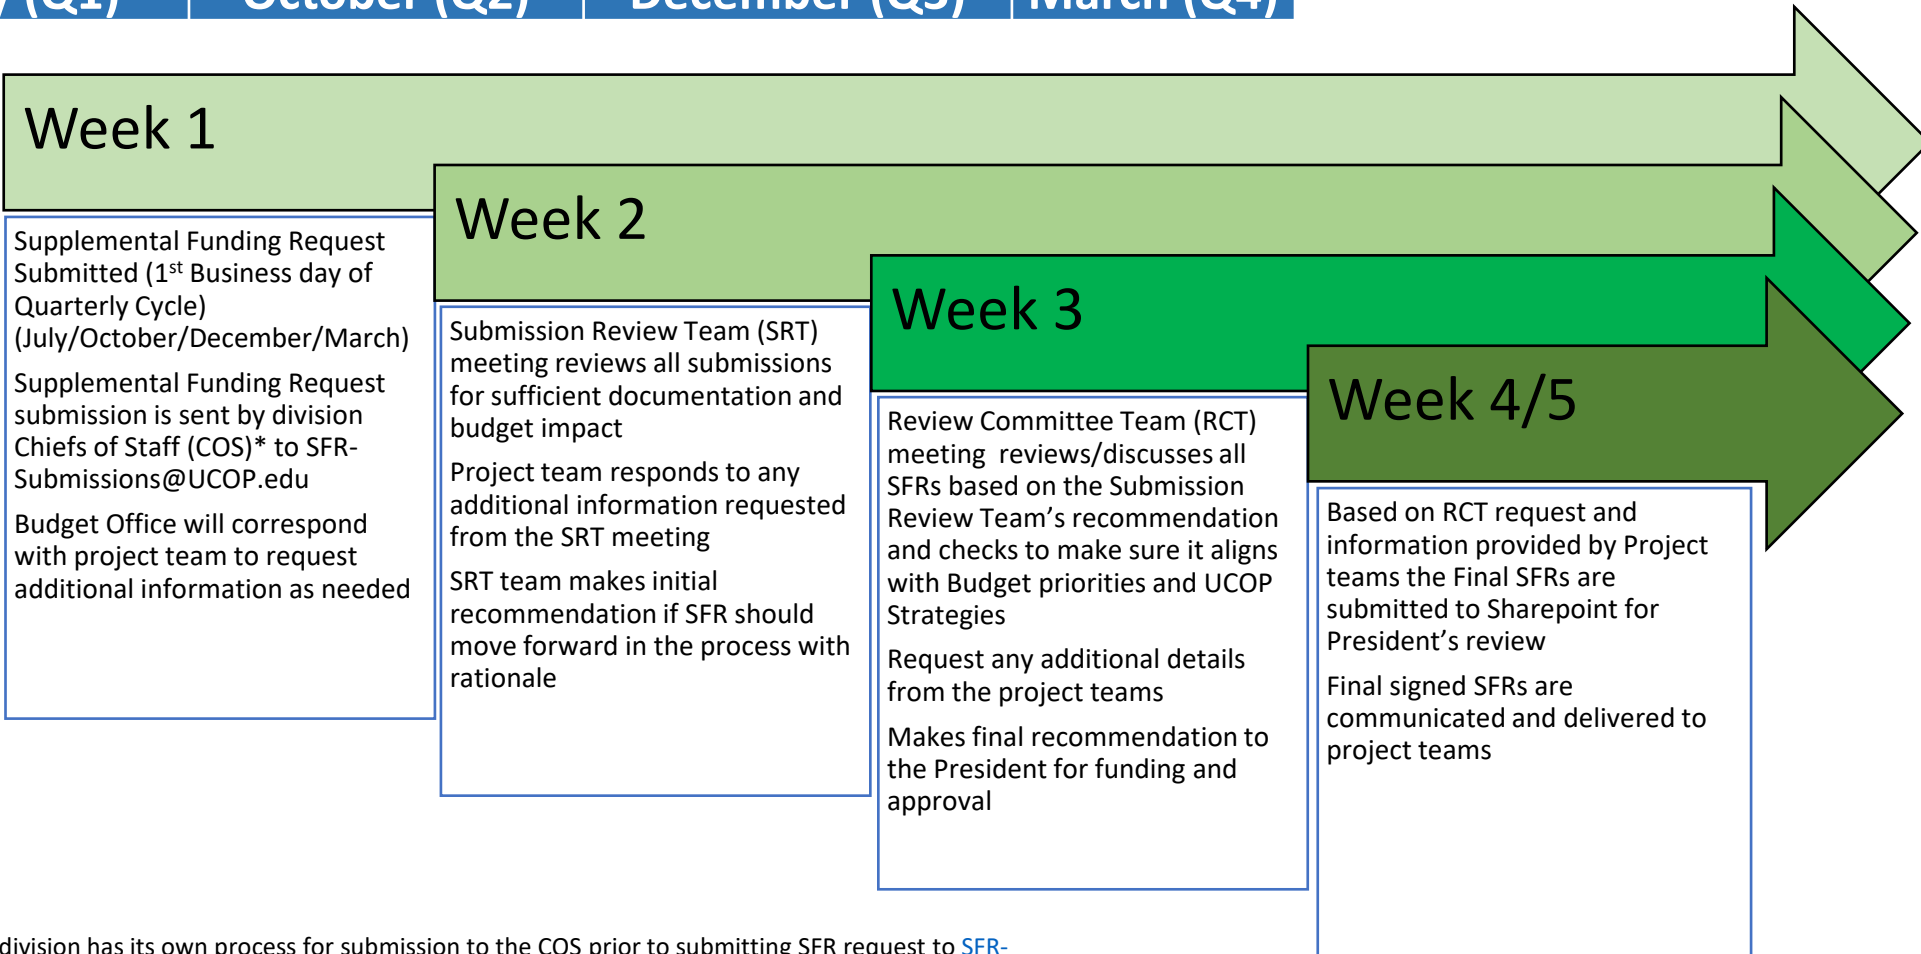 (Q1) October (Q2) December (Q3) March (Q4)
Week 1
Supplemental Funding Request
Submitted (1st Business day of
Quarterly Cycle)
(July/October/December/March)
Supplemental Funding Request
submission is sent by division
Chiefs of Staff (COS)* to SFR-
Submissions@UCOP.edu
Budget Office will correspond
with project team to request
additional information as needed
Week 2
Submission Review Team (SRT)
meeting reviews all submissions
for sufficient documentation and
budget impact
Project team responds to any
additional information requested
from the SRT meeting
SRT team makes initial
recommendation if SFR should
move forward in the process with
rationale
Week 3
Review Committee Team (RCT)
meeting reviews/discusses all
SFRs based on the Submission
Review Team’s recommendation
and checks to make sure it aligns
with Budget priorities and UCOP
Strategies
Request any additional details
from the project teams
Makes final recommendation to
the President for funding and
approval
Week 4/5
Based on RCT request and
information provided by Project
teams the Final SFRs are
submitted to Sharepoint for
President’s review
Final signed SFRs are
communicated and delivered to
project teams
division has its own process for submission to the COS prior to submitting SFR request to SFR-